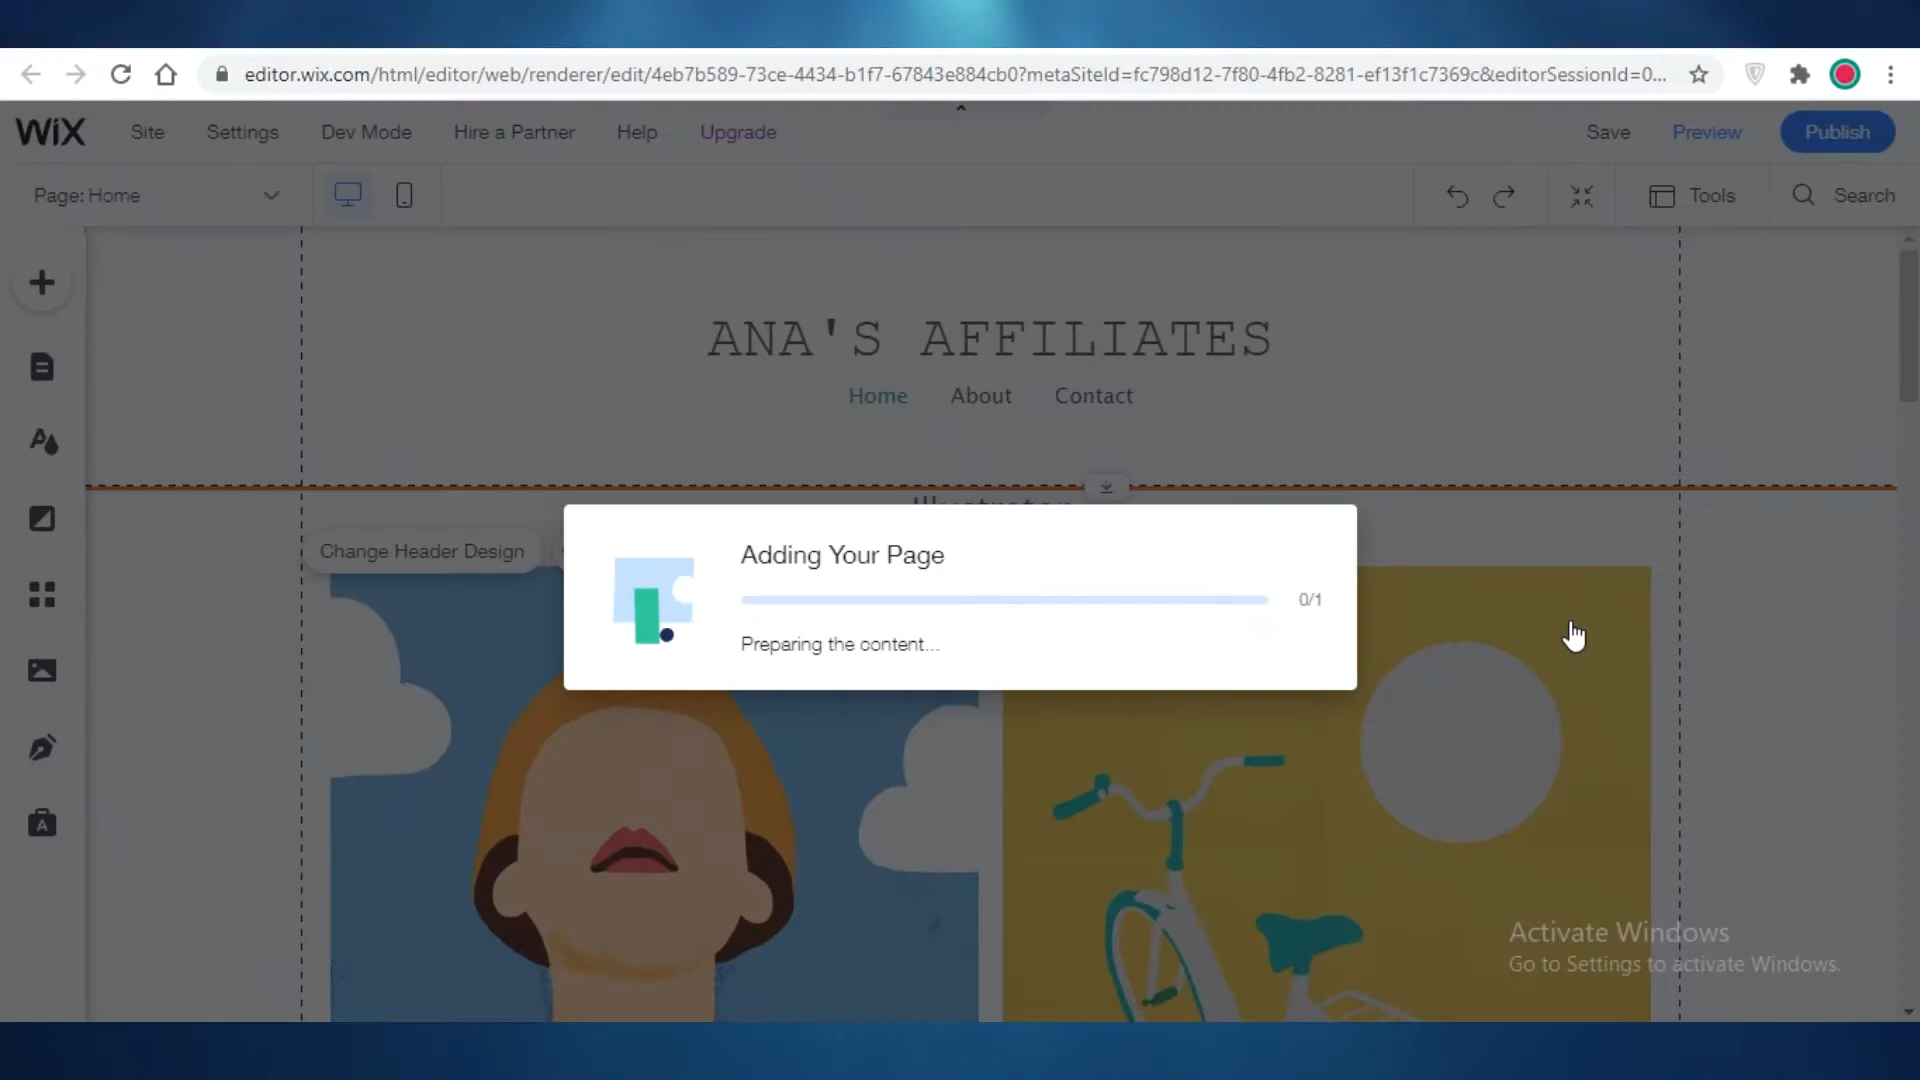 editor.wix.com/html/editor/web/renderer/edit/4eb7b589-73ce-4434-b1f7-67843e884cb0?metaSiteId=fc798d12-7f80-4fb2-8281-ef13f1c7369c&editorSessionId=0...
WiX Site Settings Dev Mode Hire a Partner Help Upgrade Save Preview Publish
Page: Home Tools Search
ANA'S AFFILIATES
Home About Contact
Illustrator
Change Header Design
Adding Your Page
0/1
Preparing the content...
Activate Windows
Go to Settings to activate Windows.